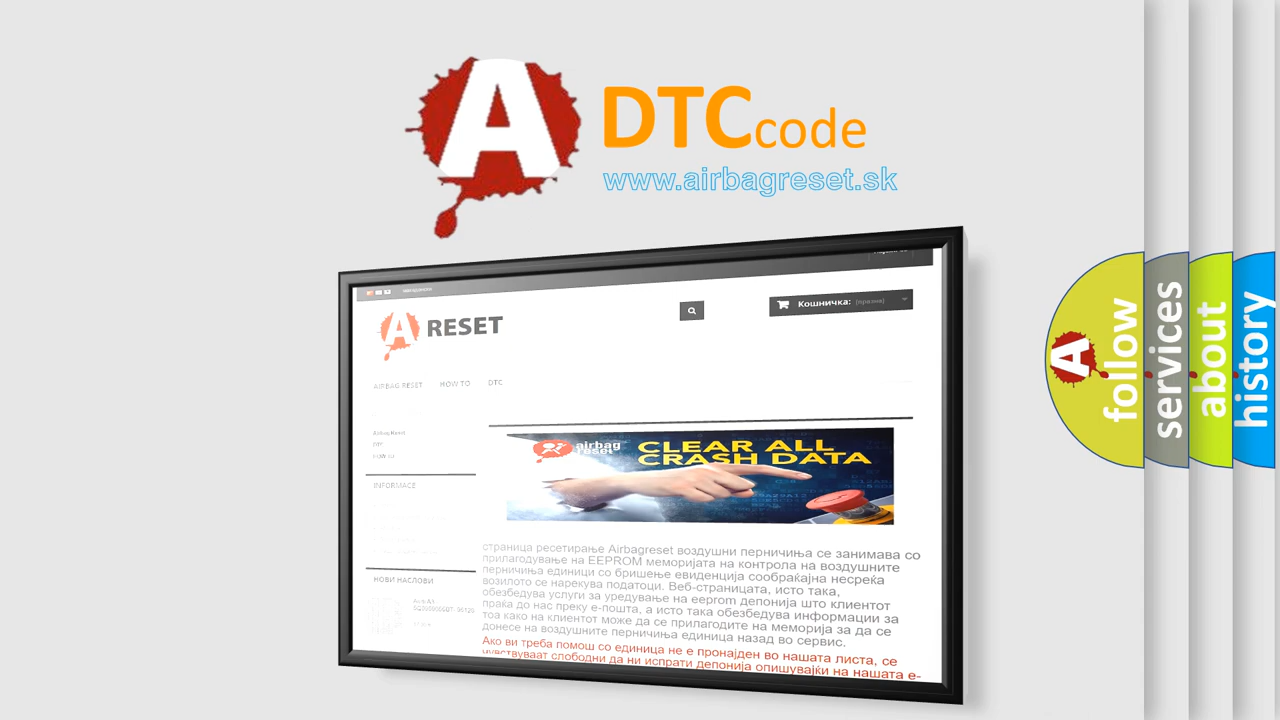 A
DTCcode
www.airbagreset.sk
Кошничка: (празна)
A RESET
AIRBAG RESET HOW TO DTC
Airbag Reset
DTC
HOW TO
airbag
reset
CLEAR ALL
CRASH DATA
INFORMACE
страница ресетирање Airbagreset воздушни перничиња се занимава со
прилагодување на EEPROM меморијата на контрола на воздушните
перничиња единици со бришење евиденција сообраќајна несреќа
возилото се нарекува податоци. Веб-страницата, исто така,
обезбедува услуги за уредување на eeprom депонија што клиентот
праќа до нас преку е-пошта, а исто така обезбедува информации за
тоа како на клиентот може да се прилагодите на меморија за да се
донесе на воздушните перничиња единица назад во сервис.
Ако ви треба помош со единица не е пронајден во нашата листа, се
чувствуваат слободни да ни испрати депонија опишувајќи на нашата е-
НОВИ НАСЛОВИ
A
follow
services
about
history